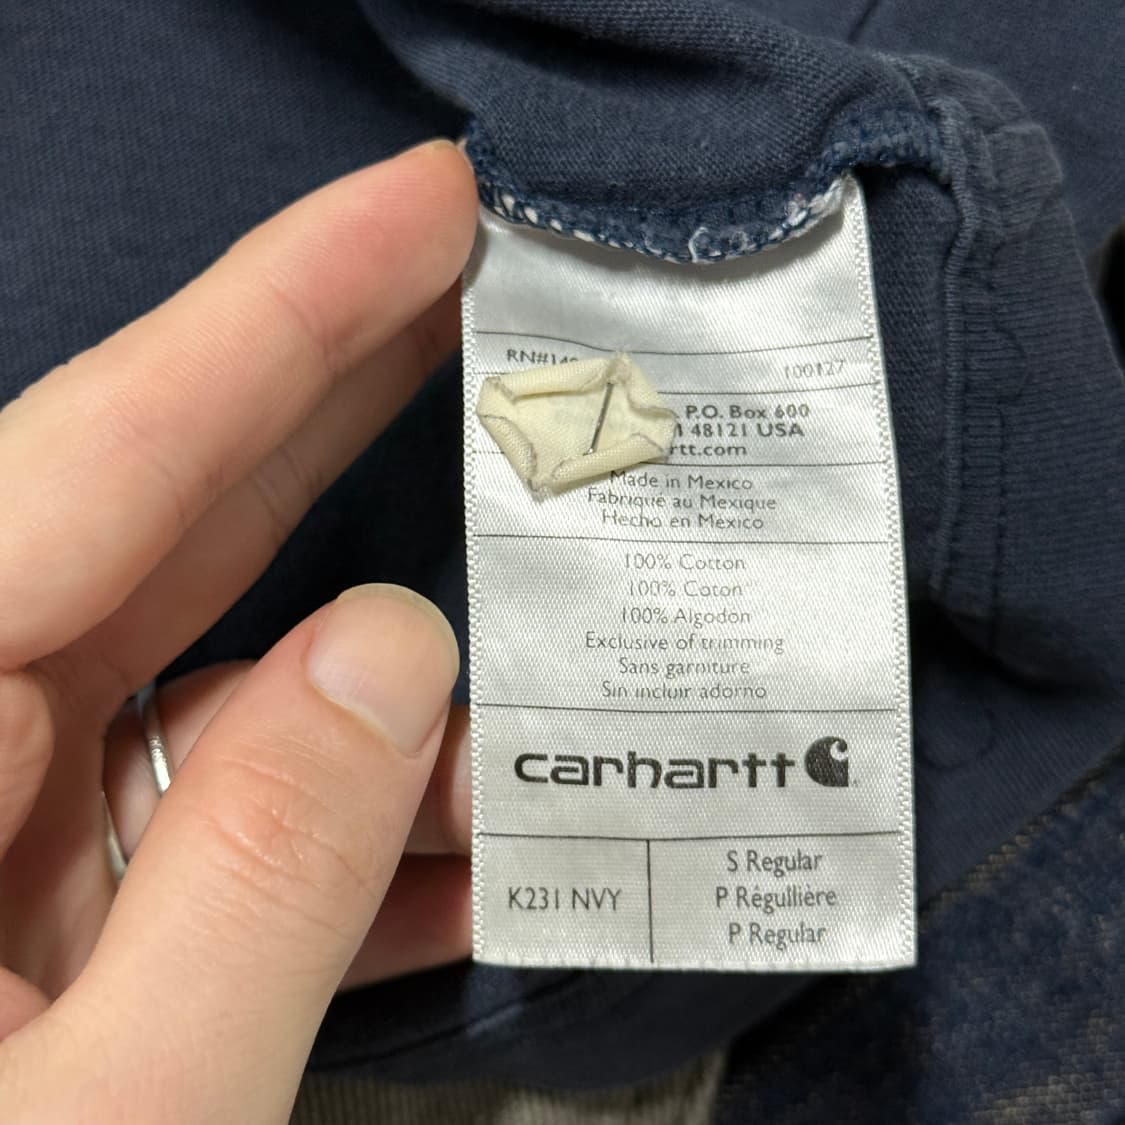 RN#14
100127
P.O. Box 600
48121 USA
rtt.com
Made in Mexico
Fabriqué au Mexique
Hecho en Mexico
100% Cotton
100% Coton
100% Algodon
Exclusive of trimming
Sans garniture
Sin incluir adorno
carhartt
K231 NVY
S Regular
P Régullière
P Regular